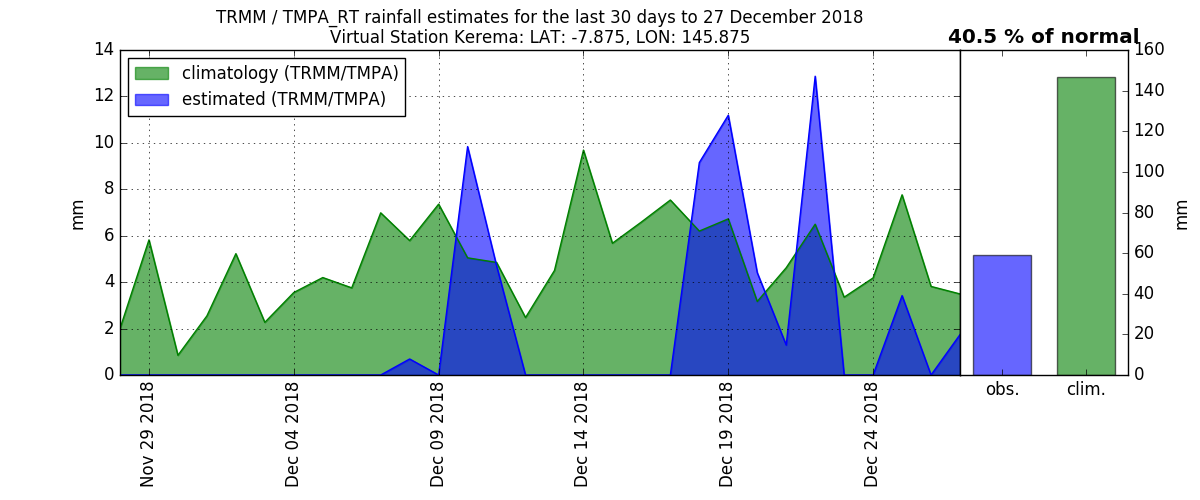 TRMM / TMPA_RT rainfall estimates for the last 30 days to 27 December 2018
Virtual Station Kerema: LAT: -7.875, LON: 145.875
40.5 % of normal
climatology (TRMM/TMPA)
estimated (TRMM/TMPA)
14
12
10
8
6
4
2
0
mm
Nov 29 2018
Dec 04 2018
Dec 09 2018
Dec 14 2018
Dec 19 2018
Dec 24 2018
160
140
120
100
80
60
40
20
0
mm
obs.
clim.